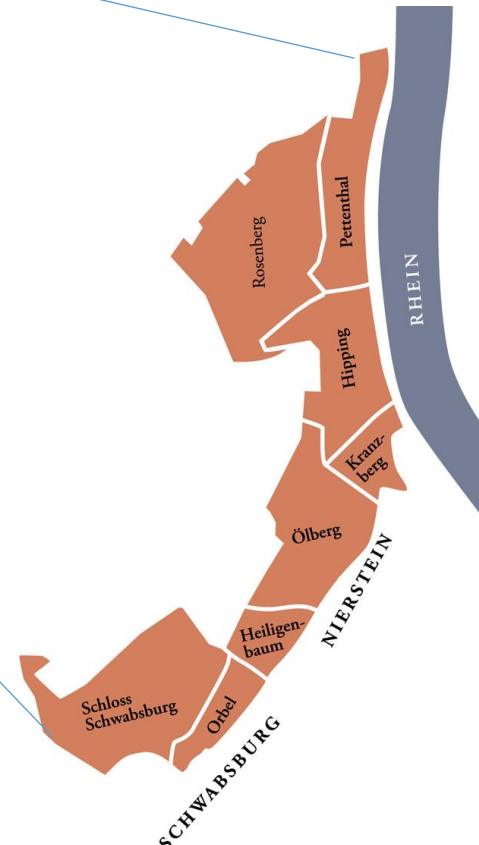 Pettenthal
Rosenberg
RHEIN
Hipping
Kranz-
berg
Ölberg
NIERSTEIN
Heiligen-
baum
Schloss
Schwabsburg
Orbel
SCHWABSBURG